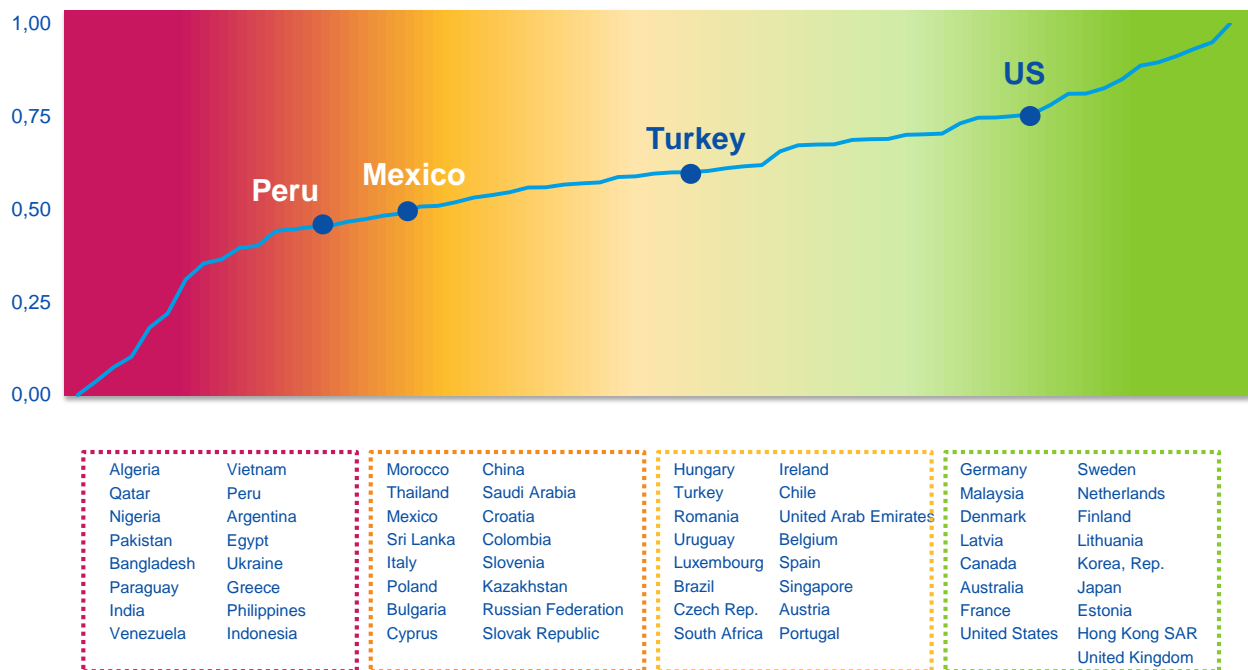 1,00
0,75
0,50
0,25
0,00
Peru
Mexico
Turkey
US
Algeria
Qatar
Nigeria
Pakistan
Bangladesh
Paraguay
India
Venezuela
Vietnam
Peru
Argentina
Egypt
Ukraine
Greece
Philippines
Indonesia
Morocco
Thailand
Mexico
Sri Lanka
Italy
Poland
Bulgaria
Cyprus
China
Saudi Arabia
Croatia
Colombia
Slovenia
Kazakhstan
Russian Federation
Slovak Republic
Hungary
Turkey
Romania
Uruguay
Luxembourg
Brazil
Czech Rep.
South Africa
Ireland
Chile
United Arab Emirates
Belgium
Spain
Singapore
Austria
Portugal
Germany
Malaysia
Denmark
Latvia
Canada
Australia
France
United States
Sweden
Netherlands
Finland
Lithuania
Korea, Rep.
Japan
Estonia
Hong Kong SAR
United Kingdom